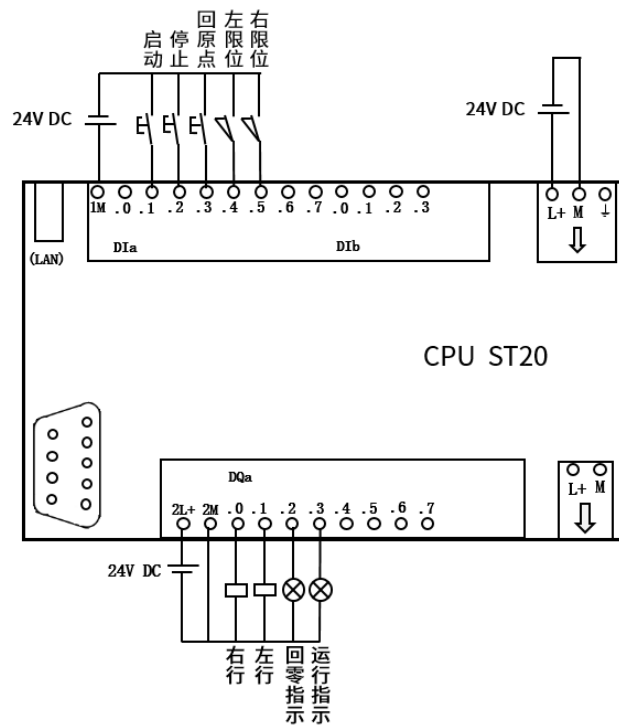 启动 停止 回原点 左限位 右限位
24V DC
24V DC
1M .0 .1 .2 .3 .4 .5 .6 .7 .0 .1 .2 .3
L+ M
DIa DIb
(LAN)
CPU ST20
DQa
2L+ 2M .0 .1 .2 .3 .4 .5 .6 .7
L+ M
24V DC
右行 左行 回零指示 运行指示